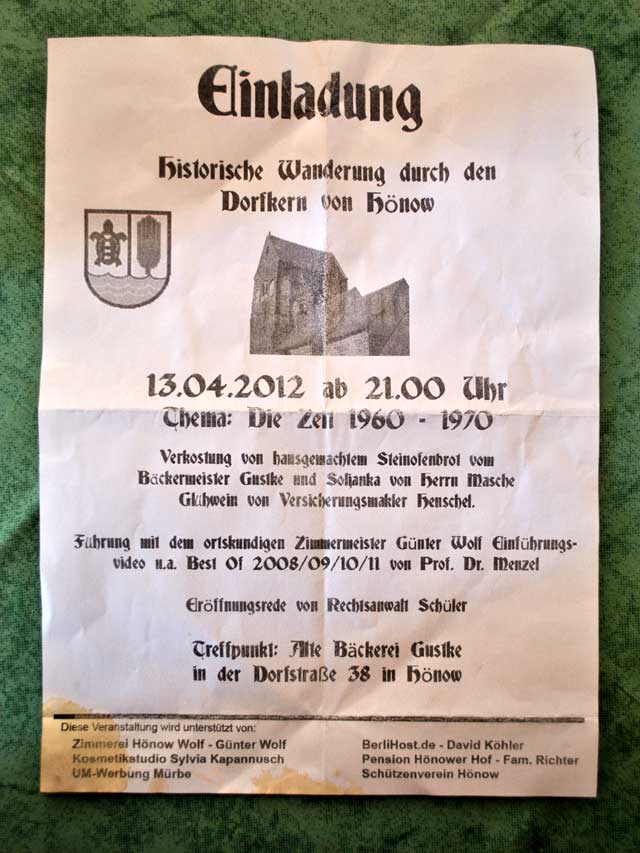 Einladung
Historische Wanderung durch den
Dorfkern von Hönow
13.04.2012 ab 21.00 Uhr
Thema: Die Zeit 1960 - 1970
Verkostung von hausgemachtem Steinofenbrot vom
Bäckermeister Gustke und Soljanka von Herrn Masche
Glühwein von Versicherungsmakler Henschel.
Führung mit dem ortskundigen Zimmermeister Günter Wolf Einführungs-
video u.a. Best Of 2008/09/10/11 von Prof. Dr. Menzel
Eröffnungsrede von Rechtsanwalt Schüler
Treffpunkt: Alte Bäckerei Gustke
in der Dorfstraße 38 in Hönow
Diese Veranstaltung wird unterstützt von:
Zimmerei Hönow Wolf - Günter Wolf
Kosmetikstudio Sylvia Kapannusch
UM-Werbung Mürbe
BerliHost.de - David Köhler
Pension Hönower Hof - Fam. Richter
Schützenverein Hönow